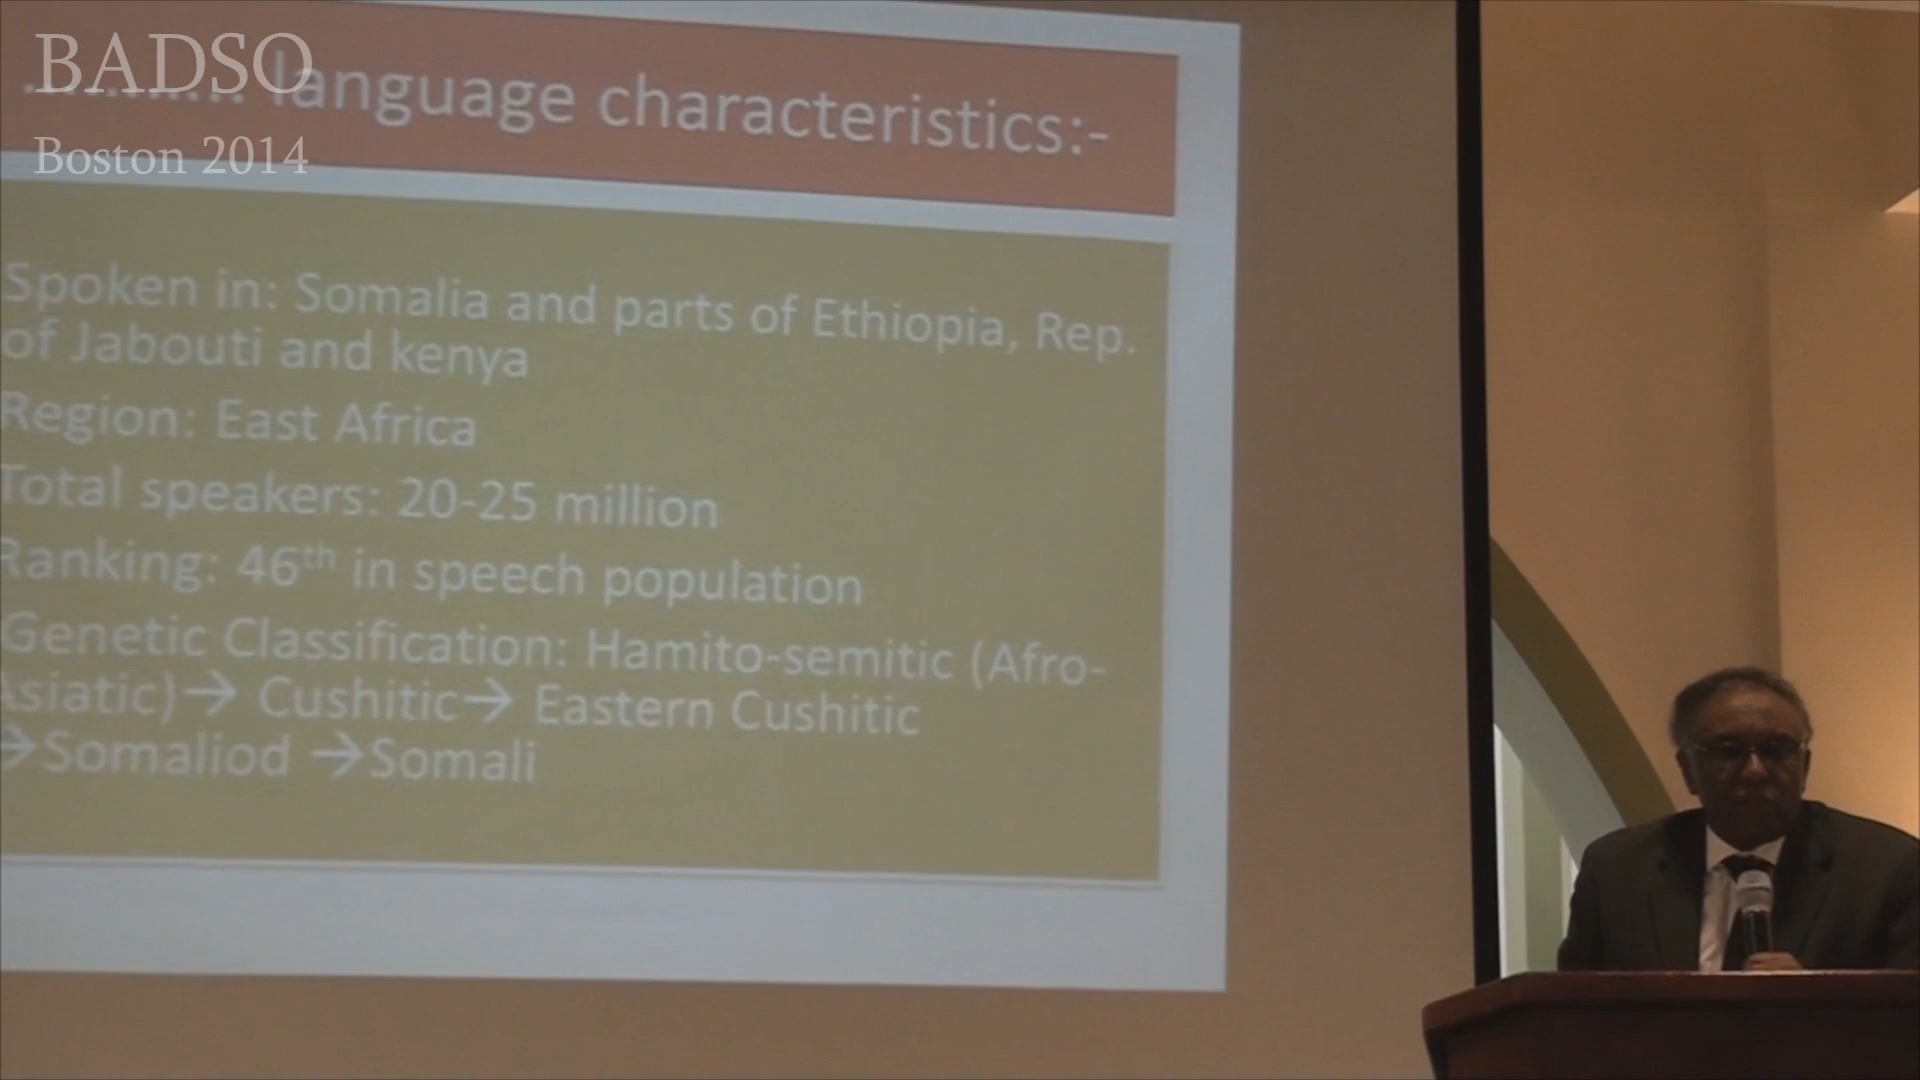 BADSO
Boston 2014
language characteristics:-
Spoken in: Somalia and parts of Ethiopia, Rep.
of Jabouti and kenya
Region: East Africa
Total speakers: 20-25 million
Ranking: 46th in speech population
Genetic Classification: Hamito-semitic (Afro-
Asiatic)→ Cushitic→ Eastern Cushitic
→Somaliod →Somali